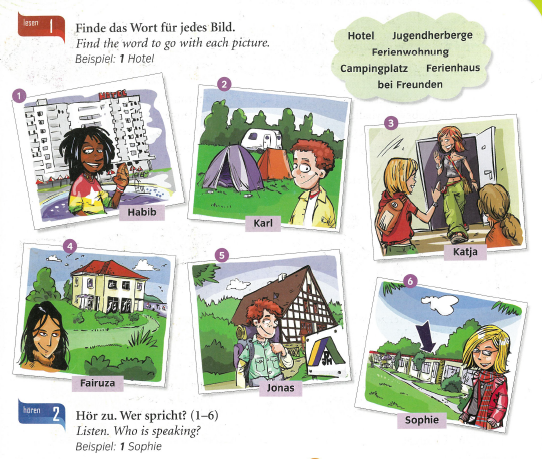 lesen 1
Finde das Wort für jedes Bild.
Find the word to go with each picture.
Beispiel: 1 Hotel
Hotel Jugendherberge
Ferienwohnung
Campingplatz Ferienhaus
bei Freunden
1
HOTEL
Habib
2
Karl
3
Katja
4
Fairuza
5
Jonas
6
Sophie
hören 2
Hör zu. Wer spricht? (1–6)
Listen. Who is speaking?
Beispiel: 1 Sophie